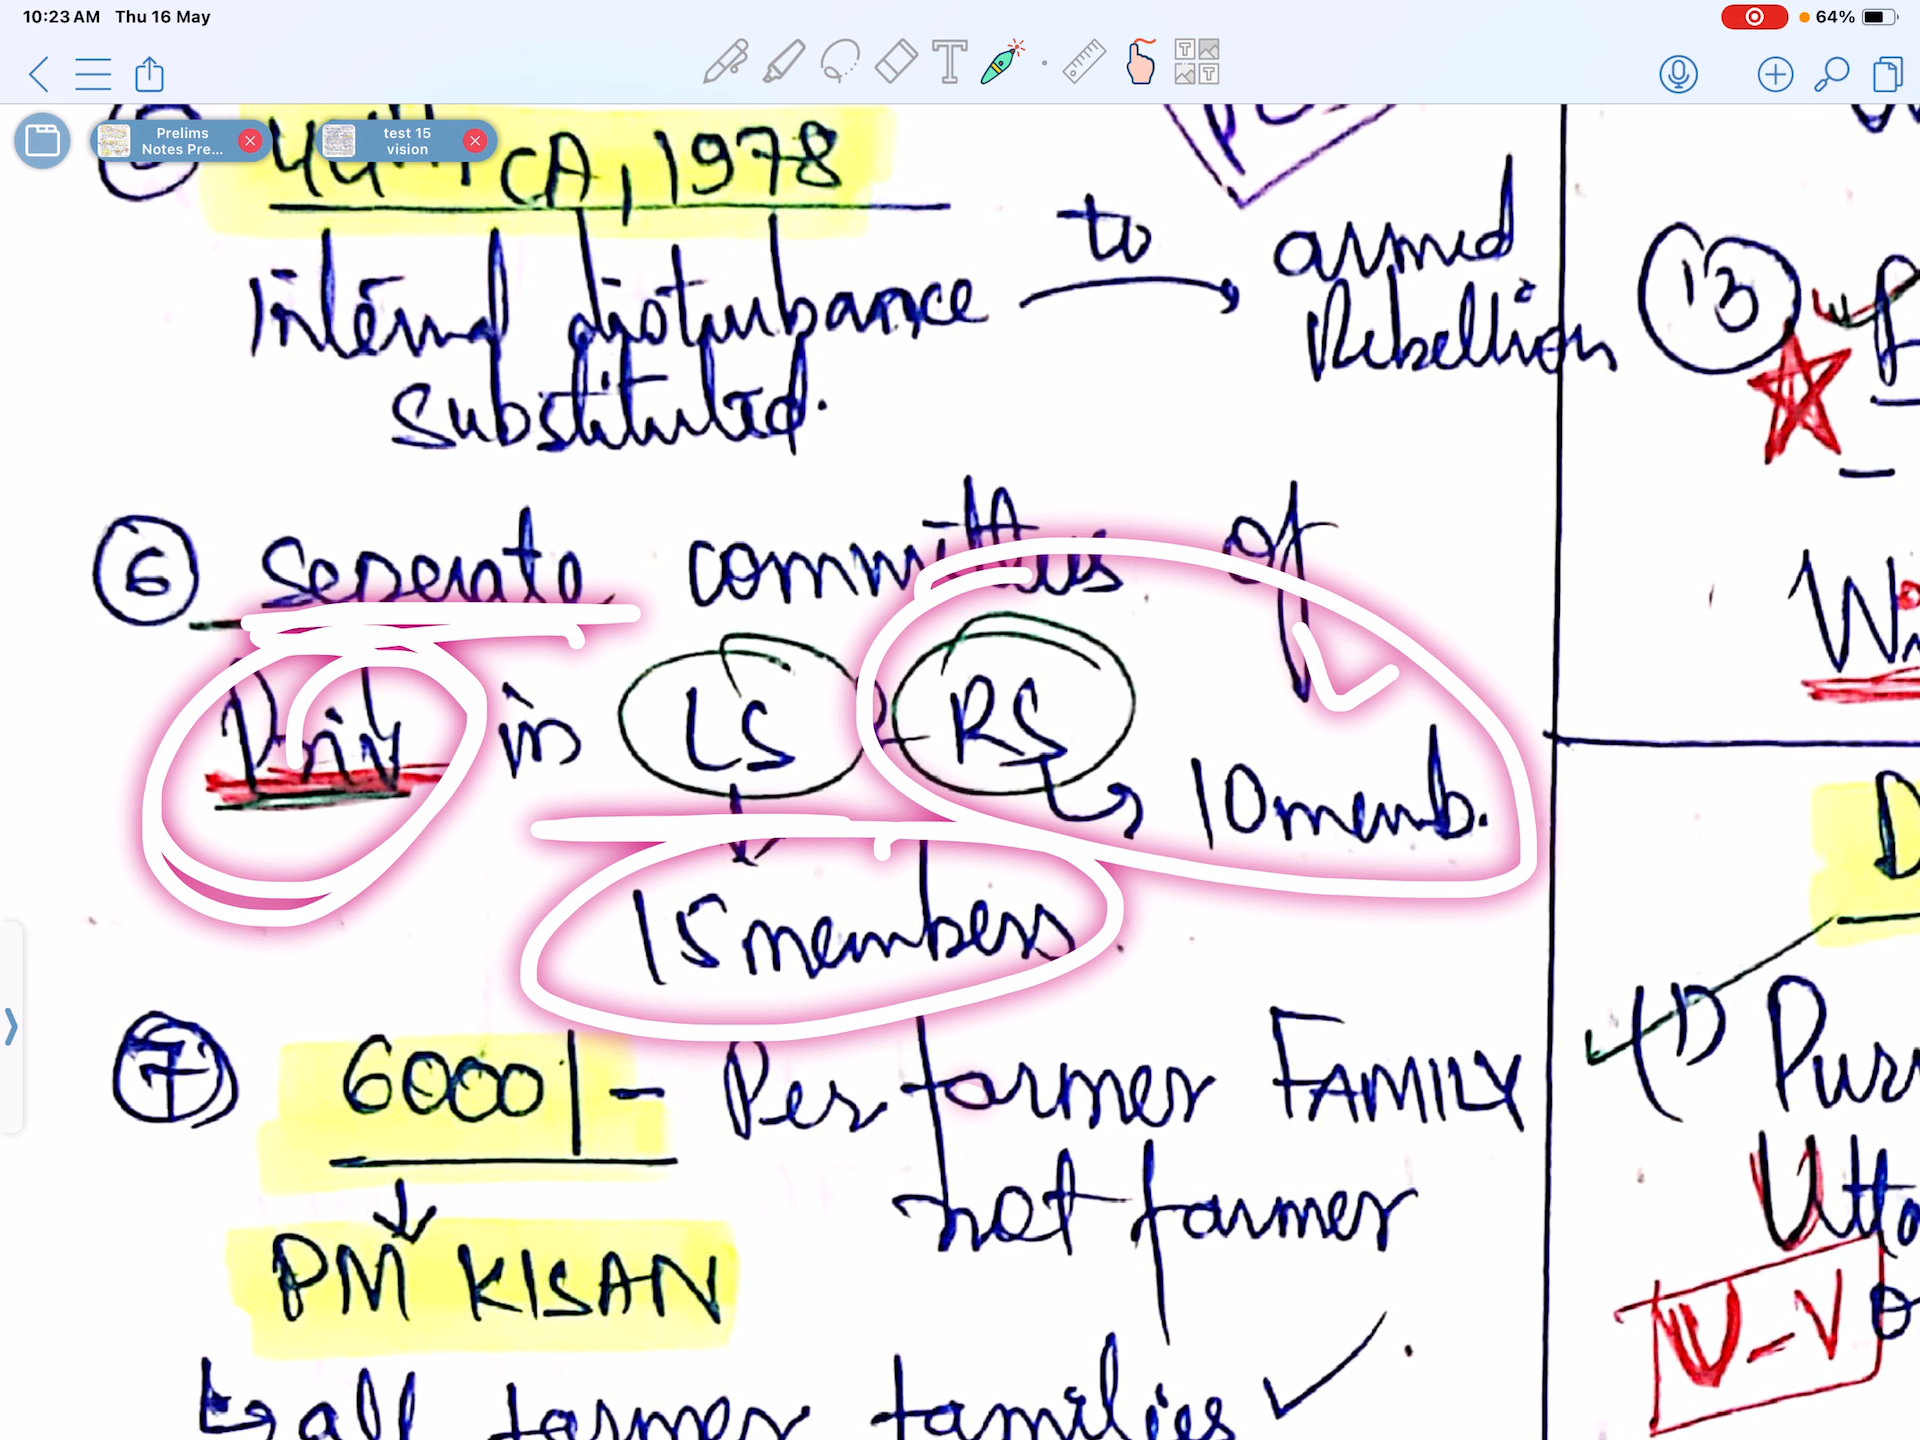 10:23 AM Thu 16 May
64%
Prelims
Notes Pre...
test 15
vision
44th CA, 1978
Internal disturbance to armed
Rebellion
Substituted.
6 Seperate committees of
Priv in LS RS
10 memb.
15 members
7 6000/- Per farmer FAMILY
not farmer
PM KISAN
all farmer families
13
D
(1)
U-V